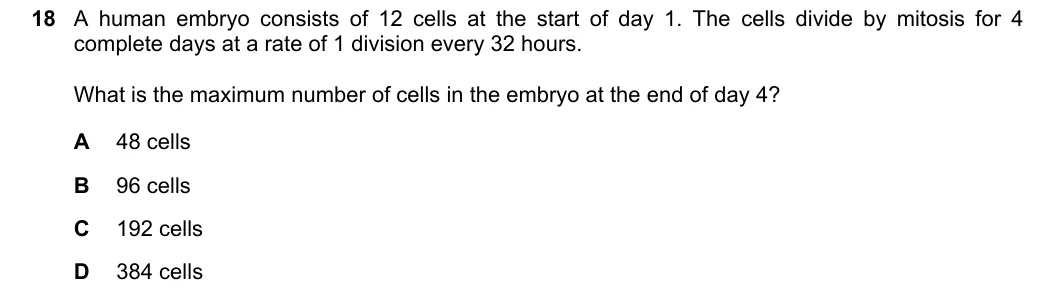 18 A human embryo consists of 12 cells at the start of day 1. The cells divide by mitosis for 4
complete days at a rate of 1 division every 32 hours.
What is the maximum number of cells in the embryo at the end of day 4?
A 48 cells
B 96 cells
C 192 cells
D 384 cells